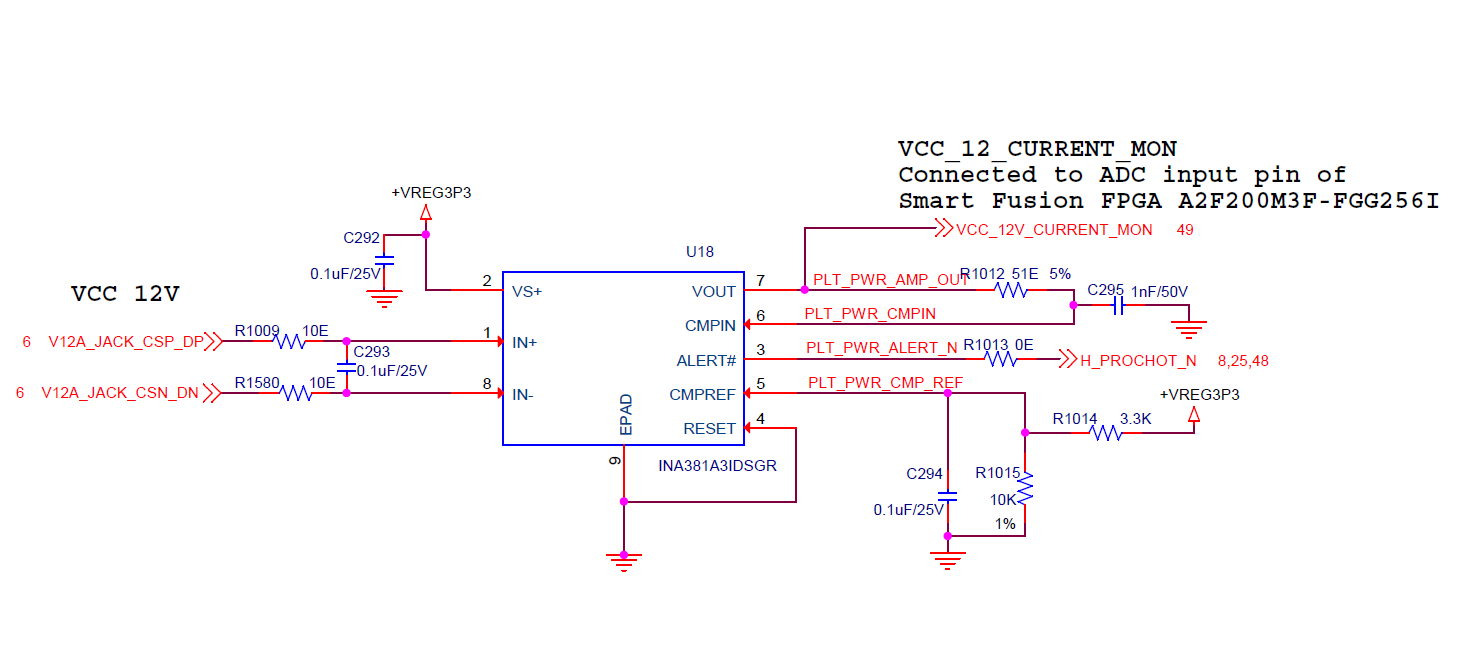 VCC_12_CURRENT_MON
Connected to ADC input pin of
Smart Fusion FPGA A2F200M3F-FGG256I
+VREG3P3
VCC_12V_CURRENT_MON 49
C292
U18
0.1uF/25V
2 VS+
VOUT 7 PLT_PWR_AMP_OUT R1012 51E 5%
C295 1nF/50V
VCC 12V
CMPIN 6 PLT_PWR_CMPIN
6 V12A_JACK_CSP_DP R1009 10E 1 IN+
C293
0.1uF/25V
ALERT# 3 PLT_PWR_ALERT_N R1013 0E H_PROCHOT_N 8,25,48
6 V12A_JACK_CSN_DN R1580 10E 8 IN-
CMPREF 5 PLT_PWR_CMP_REF
+VREG3P3
EPAD
RESET 4
R1014 3.3K
9
INA381A3IDSGR
C294
0.1uF/25V
R1015
10K
1%